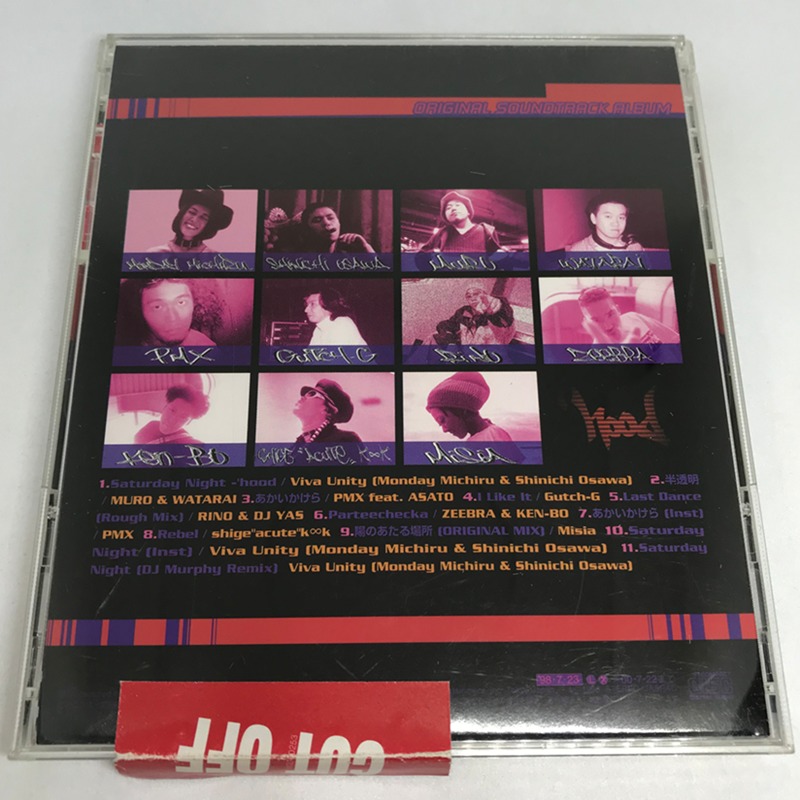 ORIGINAL SOUNDTRACK ALBUM
MONDAY MICHIRU
SHINICHI OSAWA
MURO
WATARAI
PMX
GUTCH-G
RINO
ZEEBRA
KEN-BO
SHIGE "ACUTE" K∞K
MISIA
'hood
1.Saturday Night -'hood / Viva Unity (Monday Michiru & Shinichi Osawa) 2.半透明
/ MURO & WATARAI 3.あかいかけら / PMX feat. ASATO 4.I Like It / Gutch-G 5.Last Dance
(Rough Mix) / RINO & DJ YAS 6.Parteechecka / ZEEBRA & KEN-BO 7.あかいかけら (Inst)
/ PMX 8.Rebel / shige"acute"k∞k 9.陽のあたる場所 (ORIGINAL MIX) / Misia 10.Saturday
Night (Inst) / Viva Unity (Monday Michiru & Shinichi Osawa) 11.Saturday
Night (DJ Murphy Remix) Viva Unity (Monday Michiru & Shinichi Osawa)
98・7・23
CUT OFF